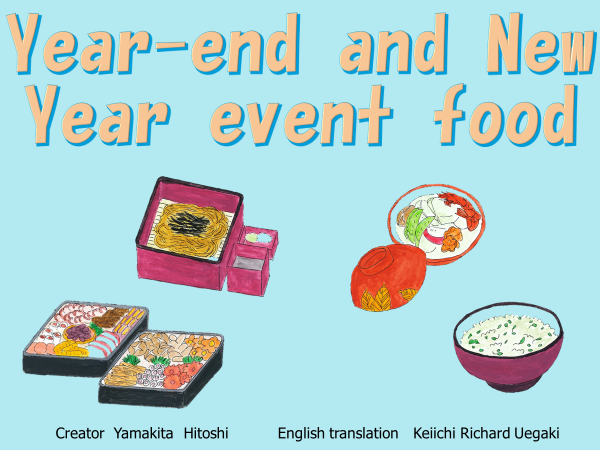 Year-end and New
Year event food
Creator Yamakita Hitoshi English translation Keiichi Richard Uegaki